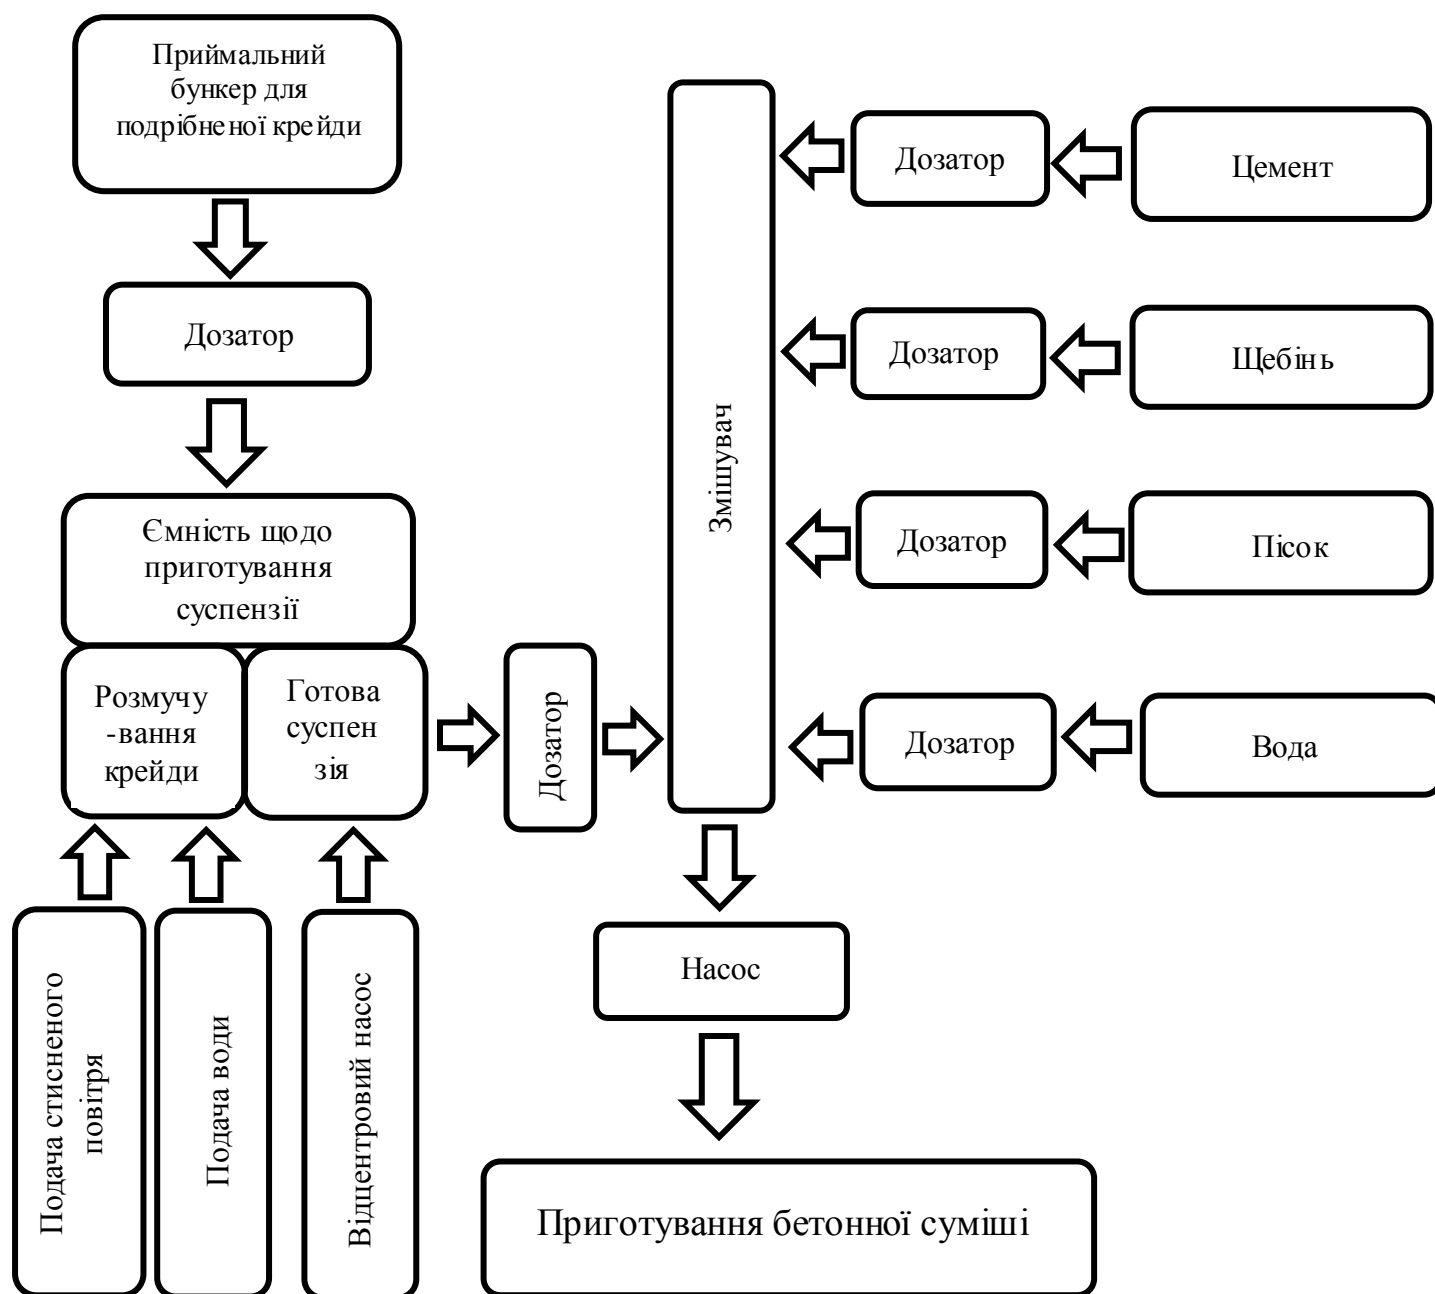 Приймальний
бункер для
подрібненої крейди
Дозатор
Ємність щодо
приготування
суспензії
Розмучу
-вання
крейди
Готова
суспен
зія
Подача стисненого
повітря
Подача води
Відцентровий насос
Дозатор
Змішувач
Дозатор
Цемент
Дозатор
Щебінь
Дозатор
Пісок
Дозатор
Вода
Насос
Приготування бетонної суміші